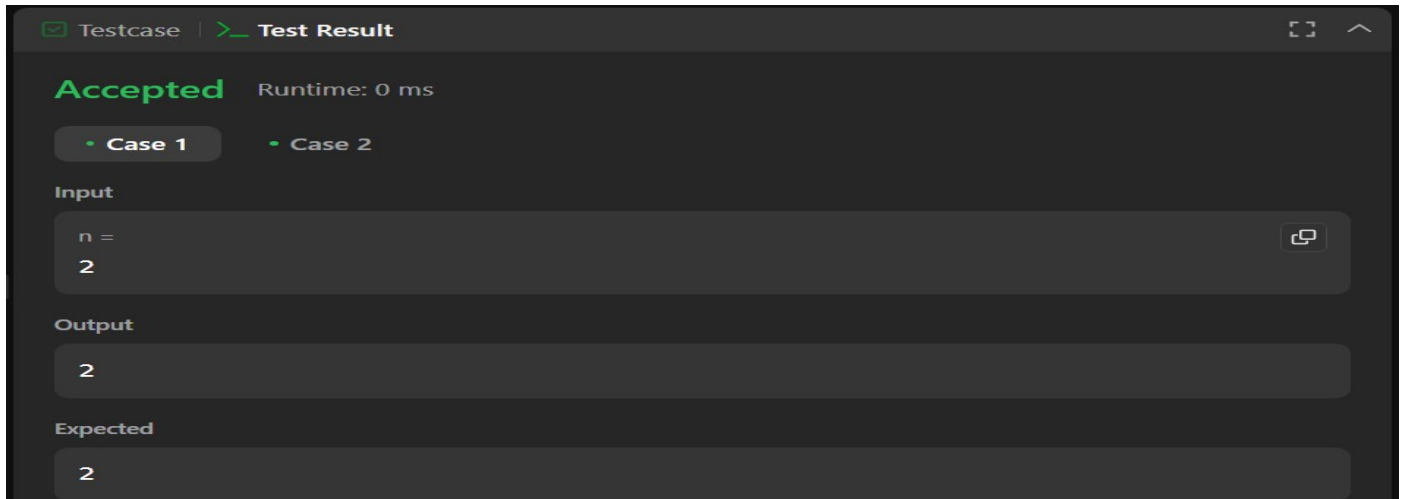 Testcase | >_ Test Result
Accepted Runtime: 0 ms
• Case 1 • Case 2
Input
n =
2
Output
2
Expected
2